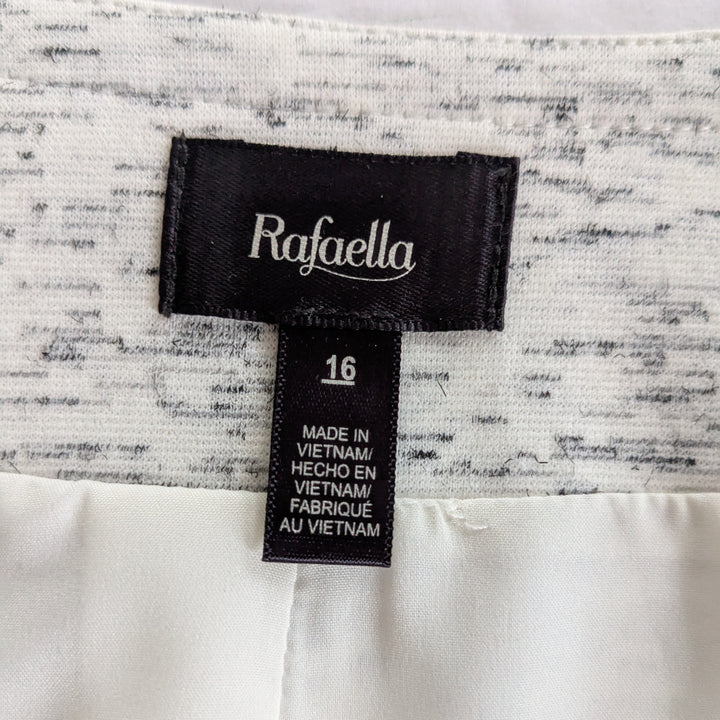 Rafaella
16
MADE IN
VIETNAM/
HECHO EN
VIETNAM/
FABRIQUÉ
AU VIETNAM